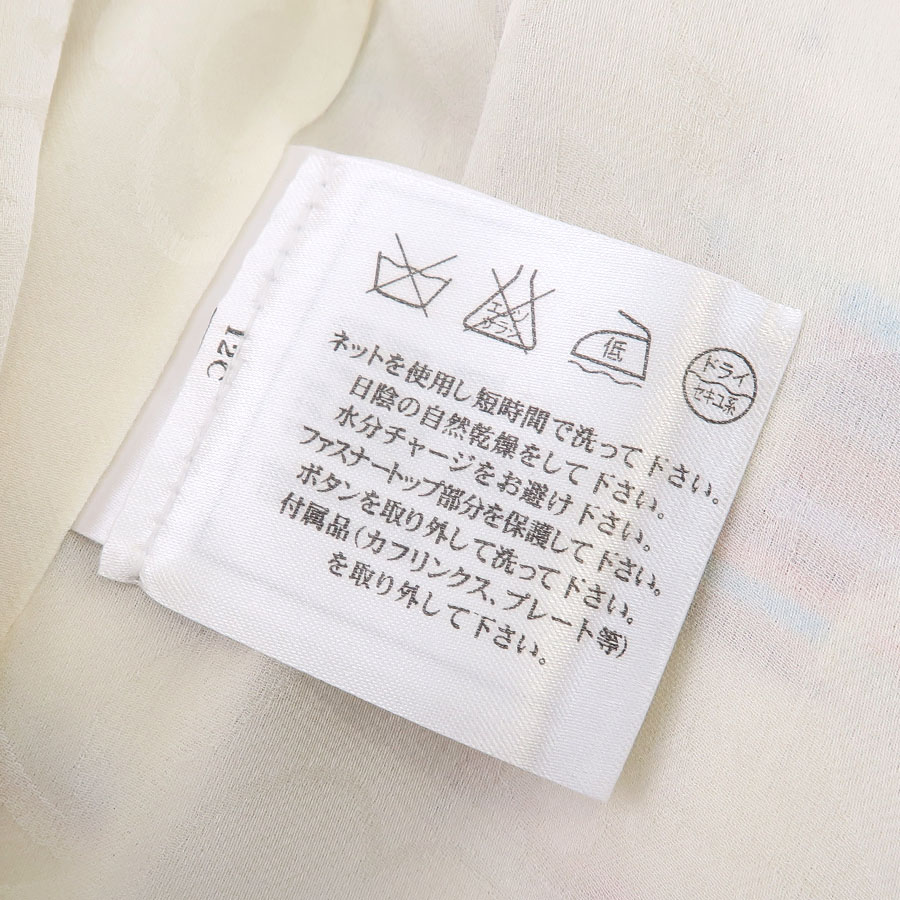 エンソ
サラシ
低
ドライ
セキユ系
ネットを使用し短時間で洗って下さい。
日陰の自然乾燥をして下さい。
水分チャージをお避け下さい。
ファスナートップ部分を保護して下さい。
ボタンを取り外して洗って下さい。
付属品(カフリンクス、プレート等)
を取り外して下さい。
12C